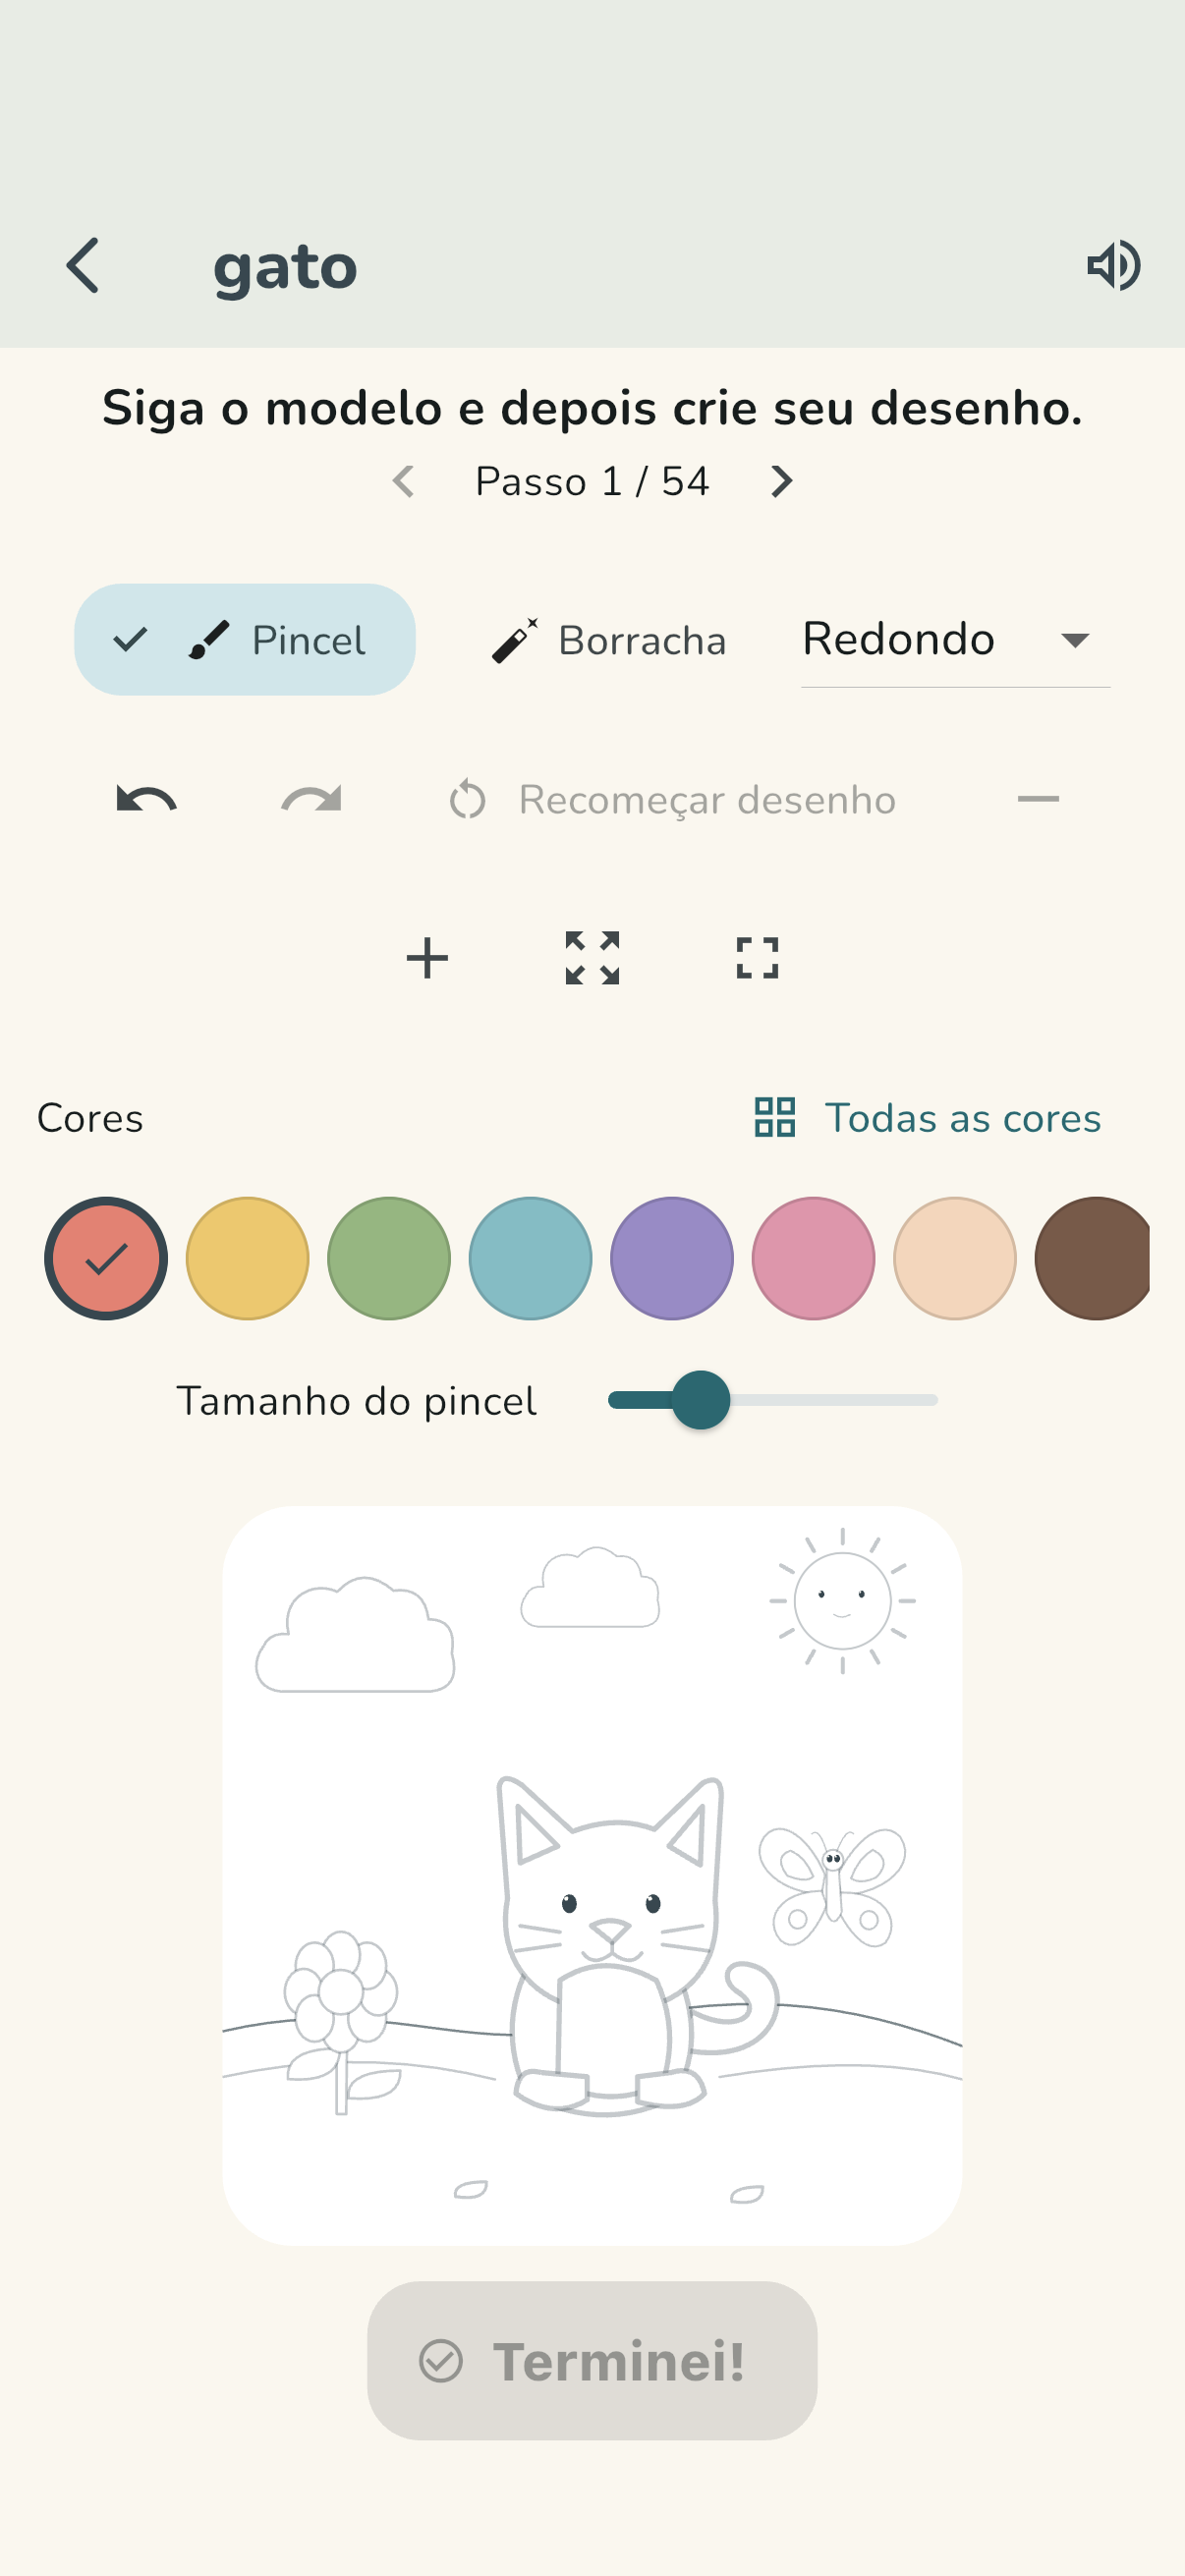 gato
Siga o modelo e depois crie seu desenho.
Passo 1 / 54
Pincel
Borracha
Redondo
Recomeçar desenho
Cores
Todas as cores
Tamanho do pincel
Terminei!